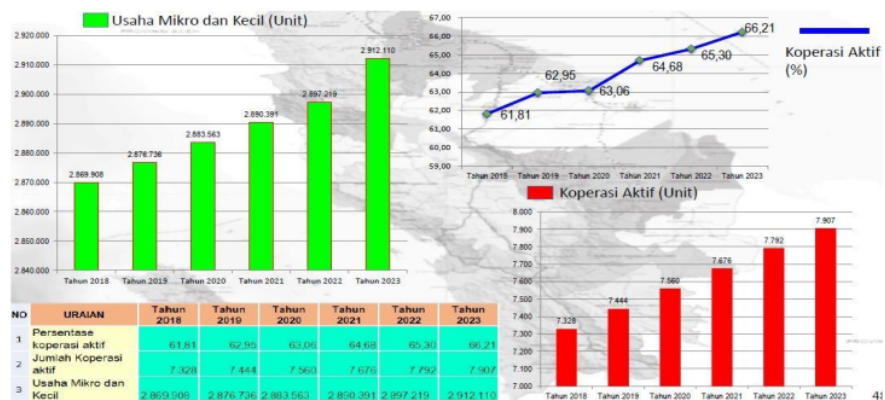 Usaha Mikro dan Kecil (Unit)
2.920.000
2.910.000
2.900.000
2.890.000
2.880.000
2.870.000
2.860.000
2.850.000
2.840.000
2.869.908
2.876.736
2.883.563
2.890.391
2.897.219
2.912.110
Tahun 2018
Tahun 2019
Tahun 2020
Tahun 2021
Tahun 2022
Tahun 2023
67,00
66,00
65,00
64,00
63,00
62,00
61,00
60,00
59,00
61,81
62,95
63,06
64,68
65,30
66,21
Koperasi Aktif
(%)
Tahun 2018
Tahun 2019
Tahun 2020
Tahun 2021
Tahun 2022
Tahun 2023
Koperasi Aktif (Unit)
8.000
7.900
7.800
7.700
7.600
7.500
7.400
7.300
7.200
7.100
7.000
7.328
7.444
7.560
7.676
7.792
7.907
Tahun 2018
Tahun 2019
Tahun 2020
Tahun 2021
Tahun 2022
Tahun 2023
NO URAIAN Tahun 2018 Tahun 2019 Tahun 2020 Tahun 2021 Tahun 2022 Tahun 2023
1 Persentase koperasi aktif 61,81 62,95 63,06 64,68 65,30 66,21
2 Jumlah Koperasi aktif 7.328 7.444 7.560 7.676 7.792 7.907
3 Usaha Mikro dan Kecil 2.869.908 2.876.736 2.883.563 2.890.391 2.897.219 2.912.110